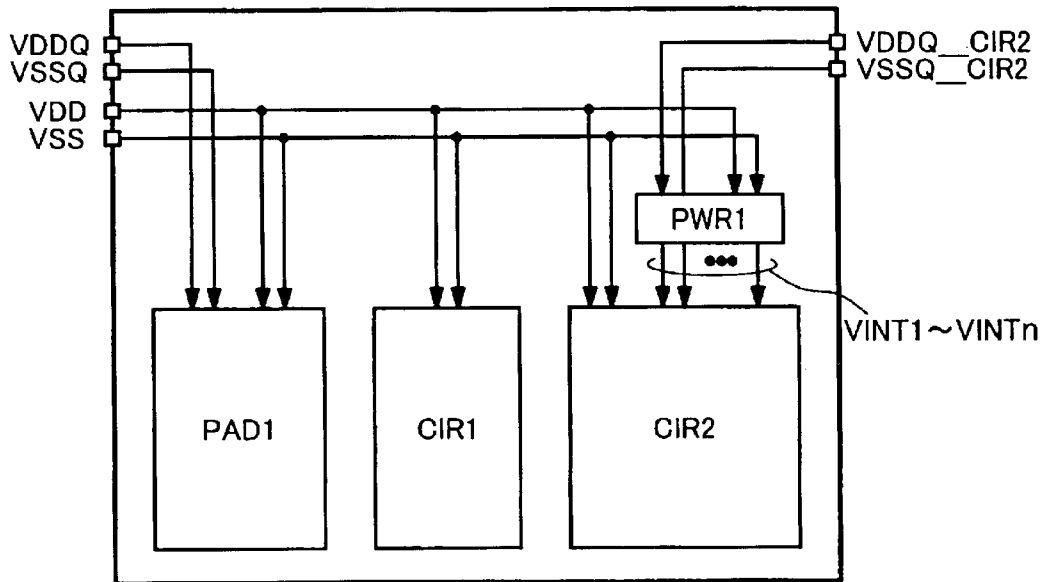 VDDQ
VSSQ
VDD
VSS
VDDQ__CIR2
VSSQ__CIR2
PWR1
VINT1～VINTn
PAD1
CIR1
CIR2